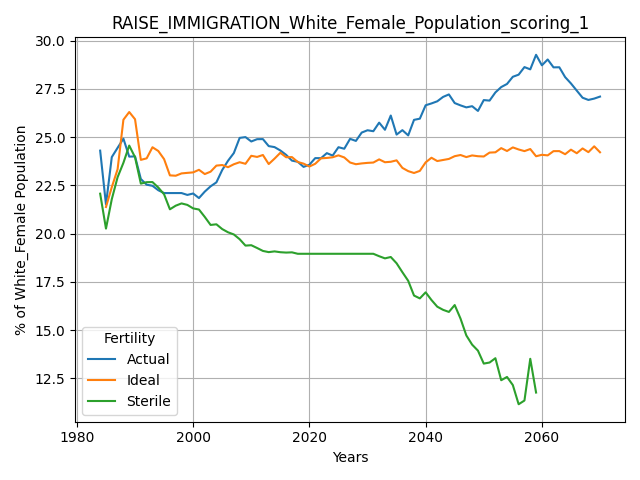 RAISE_IMMIGRATION_White_Female_Population_scoring_1
% of White_Female Population
30.0
27.5
25.0
22.5
20.0
17.5
15.0
12.5
Fertility
Actual
Ideal
Sterile
1980
2000
2020
2040
2060
Years